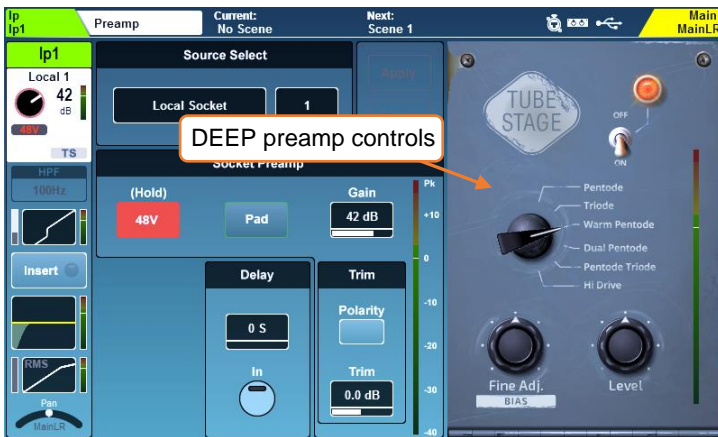 Ip
Ip1
Preamp
Current:
No Scene
Next:
Scene 1
Main
MainLR
Ip1
Local 1
42
dB
48V
TS
HPF
100Hz
Insert
RMS
Pan
MainLR
Source Select
Local Socket
1
Apply
DEEP preamp controls
Socket Preamp
(Hold)
48V
Pad
Gain
42 dB
Delay
0 S
In
Trim
Polarity
Trim
0.0 dB
Pk
+10
0
-10
-20
-30
-40
TUBE
STAGE
OFF
ON
Pentode
Triode
Warm Pentode
Dual Pentode
Pentode Triode
Hi Drive
Fine Adj.
BIAS
Level